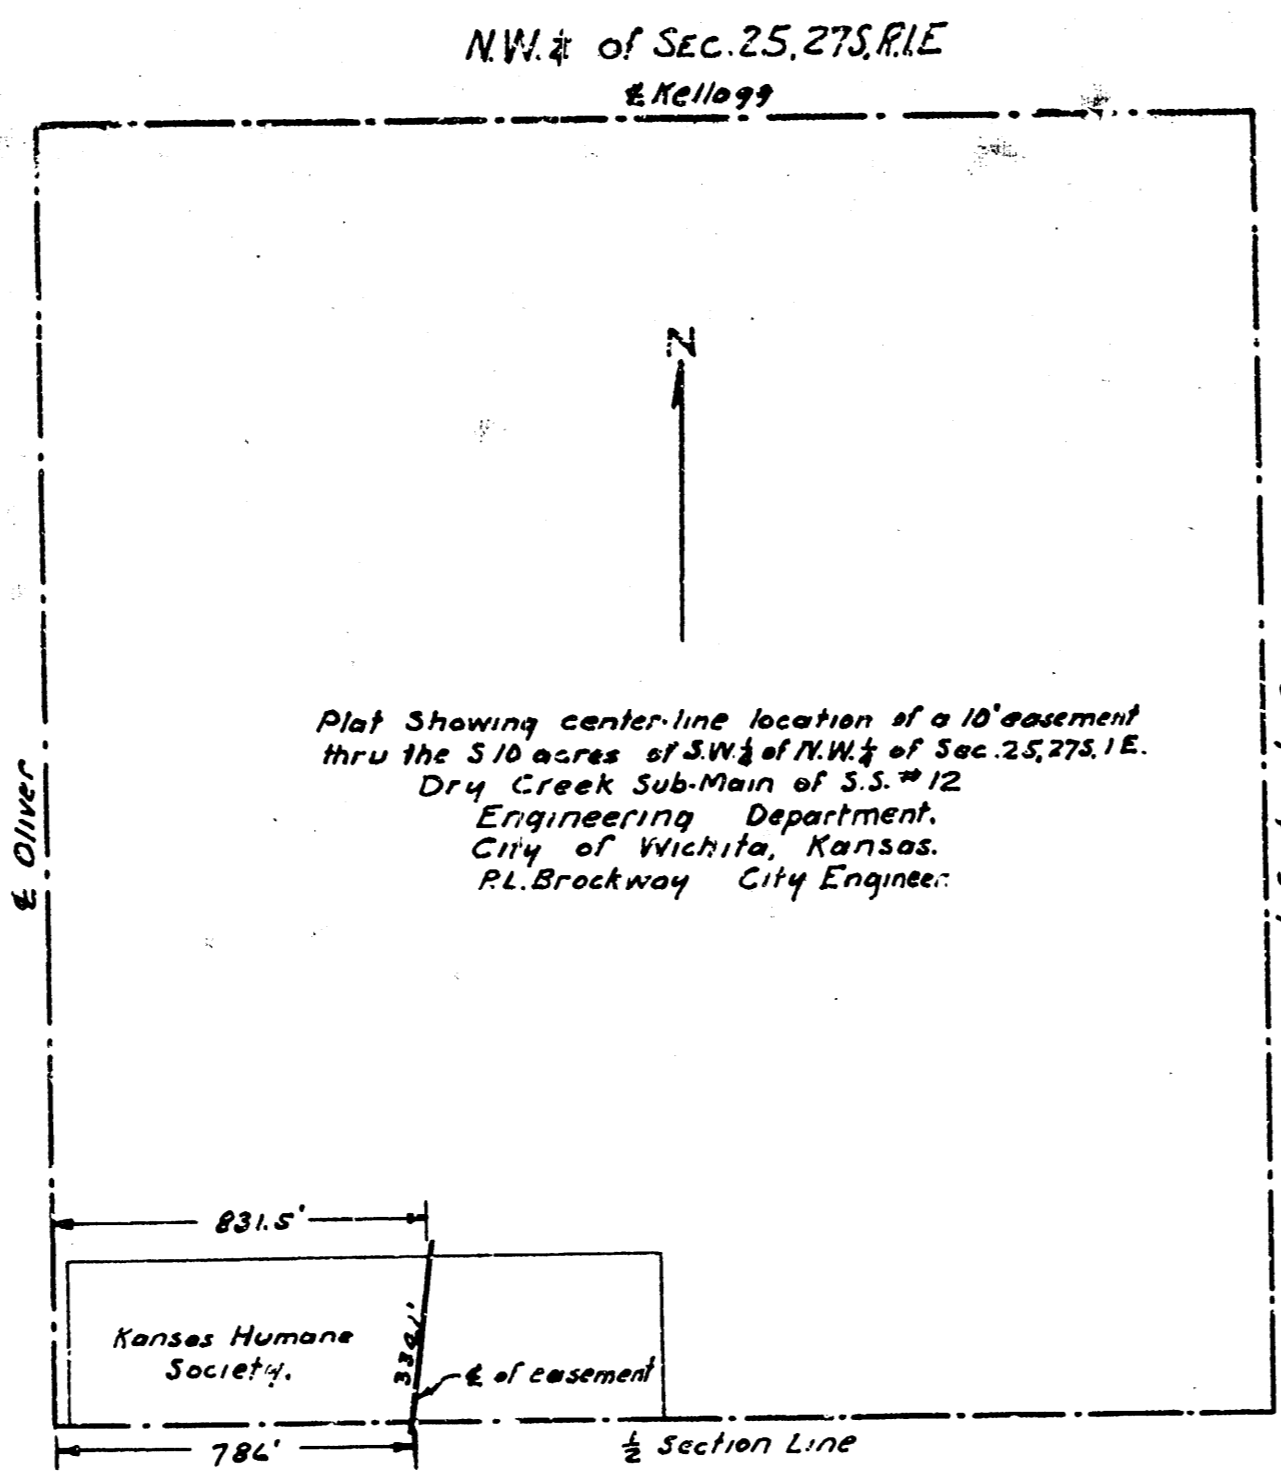 N.W.¼ of SEC.25,27S,R.1.E
℄ Kellogg
N
℄ Oliver
Plat Showing center-line location of a 10' easement
thru the S 10 acres of S.W.¼ of N.W.¼ of Sec.25,27S,1E.
Dry Creek Sub-Main of S.S.#12
Engineering Department.
City of Wichita, Kansas.
P.L.Brockway City Engineer.
831.5'
Kansas Humane
Society.
334.1'
℄ of easement
786'
½ Section Line